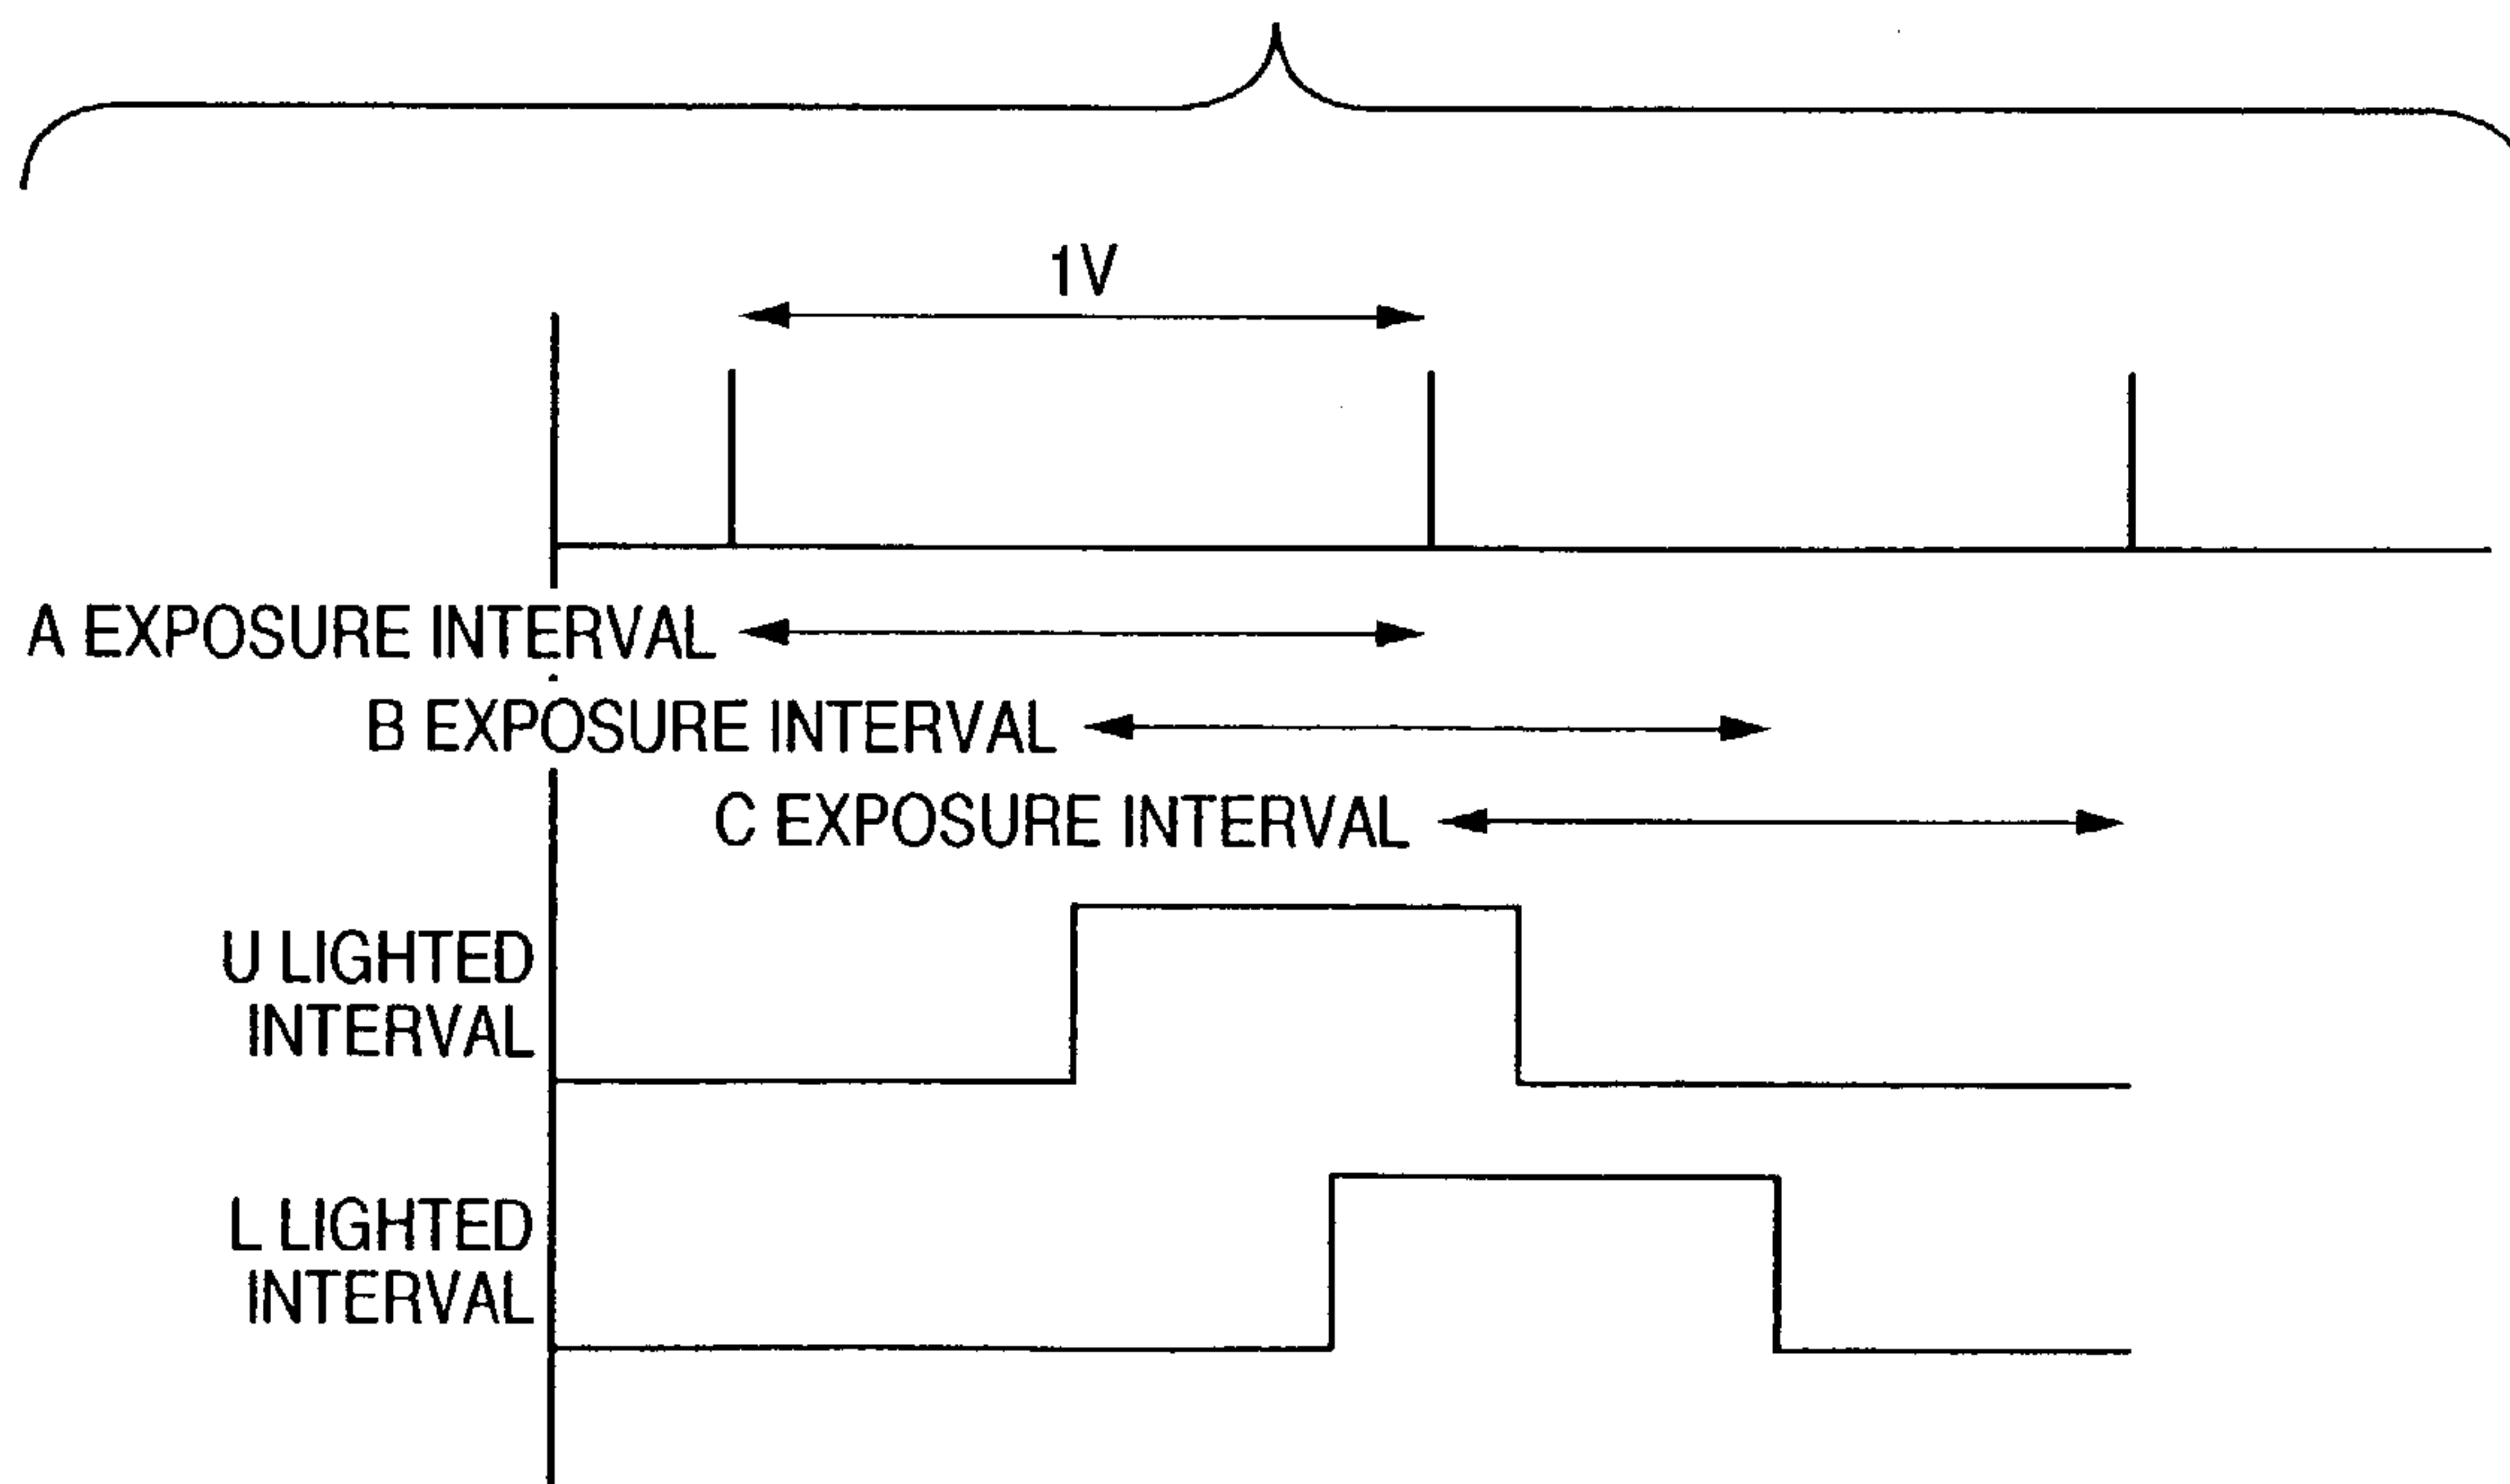 1V
A EXPOSURE INTERVAL
B EXPOSURE INTERVAL
C EXPOSURE INTERVAL
U LIGHTED
INTERVAL
L LIGHTED
INTERVAL